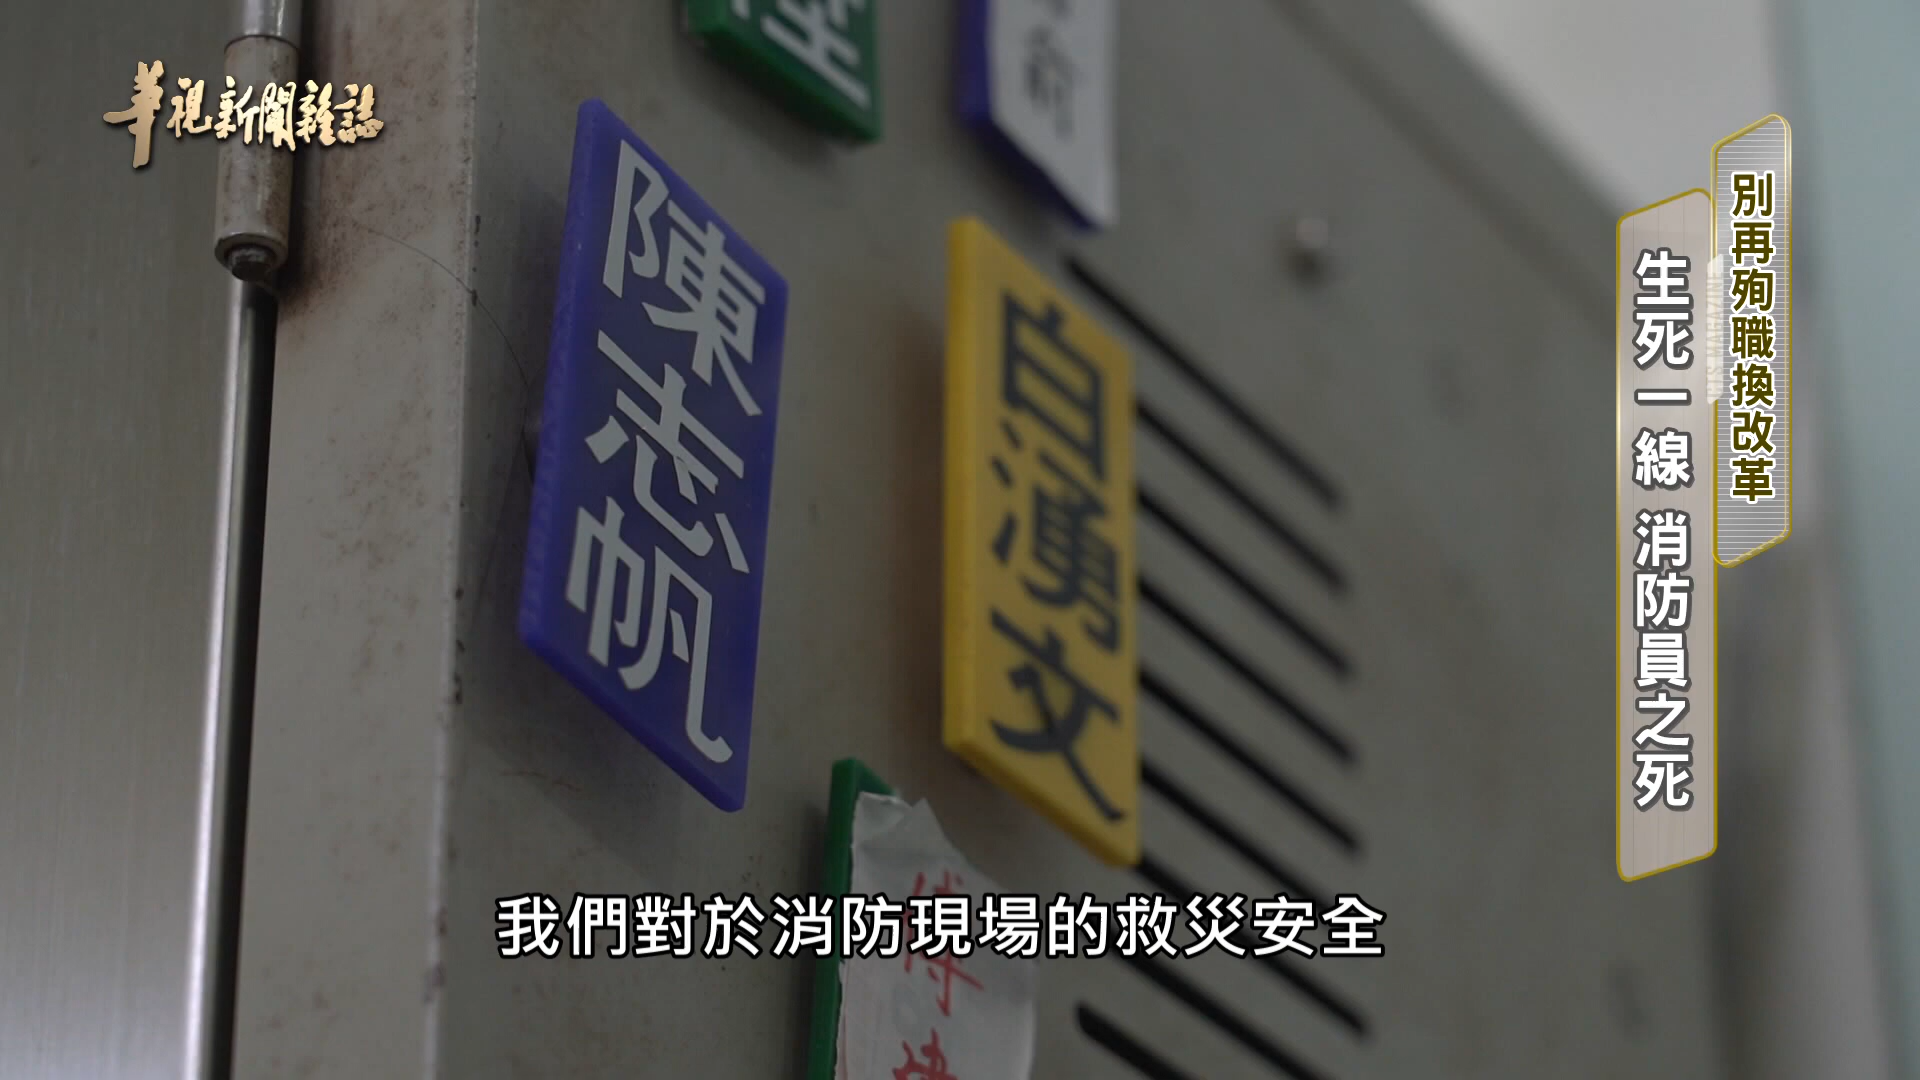 華視新聞雜誌
別再殉職換改革
生死一線 消防員之死
陳志帆
白漢文
我們對於消防現場的救災安全